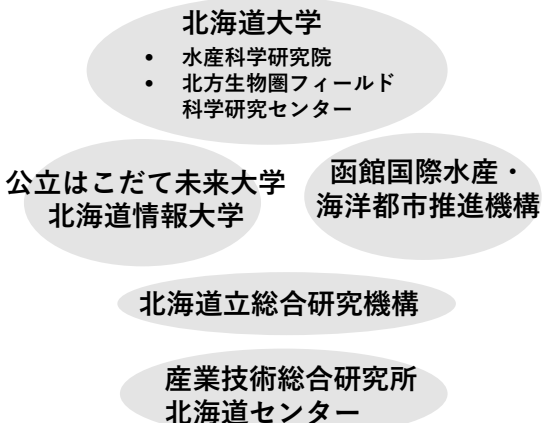 北海道大学
• 水産科学研究院
• 北方生物圏フィールド
科学研究センター
公立はこだて未来大学
北海道情報大学
函館国際水産・
海洋都市推進機構
北海道立総合研究機構
産業技術総合研究所
北海道センター